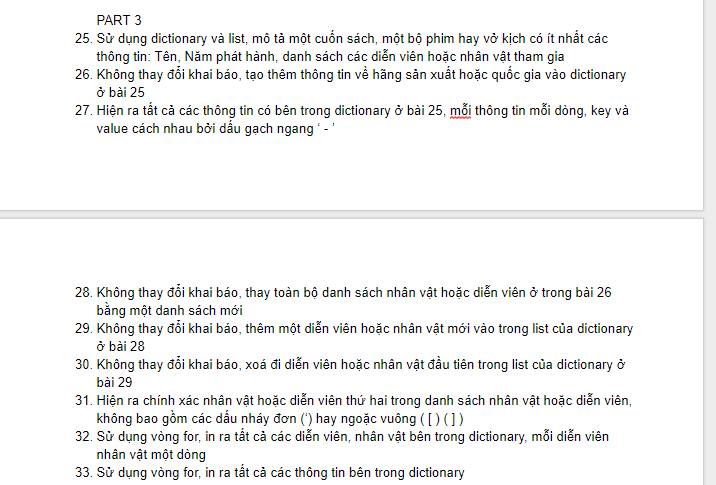 PART 3
25. Sử dụng dictionary và list, mô tả một cuốn sách, một bộ phim hay vở kịch có ít nhất các
thông tin: Tên, Năm phát hành, danh sách các diễn viên hoặc nhân vật tham gia
26. Không thay đổi khai báo, tạo thêm thông tin về hãng sản xuất hoặc quốc gia vào dictionary
ở bài 25
27. Hiện ra tất cả các thông tin có bên trong dictionary ở bài 25, mỗi thông tin mỗi dòng, key và
value cách nhau bởi dấu gạch ngang ‘ - ’
28. Không thay đổi khai báo, thay toàn bộ danh sách nhân vật hoặc diễn viên ở trong bài 26
bằng một danh sách mới
29. Không thay đổi khai báo, thêm một diễn viên hoặc nhân vật mới vào trong list của dictionary
ở bài 28
30. Không thay đổi khai báo, xoá đi diễn viên hoặc nhân vật đầu tiên trong list của dictionary ở
bài 29
31. Hiện ra chính xác nhân vật hoặc diễn viên thứ hai trong danh sách nhân vật hoặc diễn viên,
không bao gồm các dấu nháy đơn (‘) hay ngoặc vuông ( [ ) ( ] )
32. Sử dụng vòng for, in ra tất cả các diễn viên, nhân vật bên trong dictionary, mỗi diễn viên
nhân vật một dòng
33. Sử dụng vòng for, in ra tất cả các thông tin bên trong dictionary